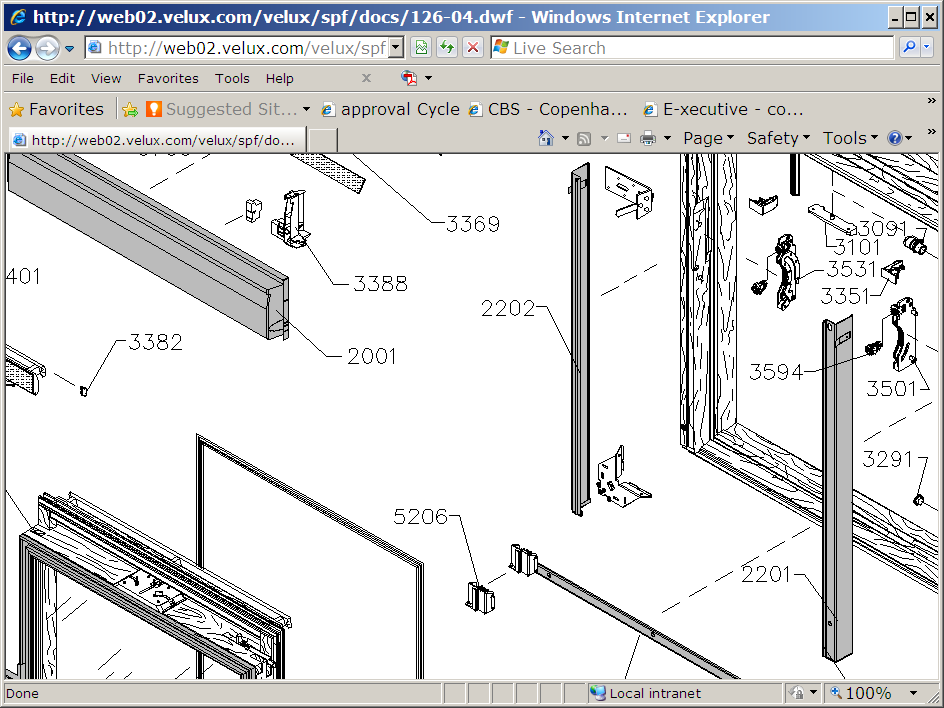 http://web02.velux.com/velux/spf/docs/126-04.dwf - Windows Internet Explorer
http://web02.velux.com/velux/spf
Live Search
File Edit View Favorites Tools Help
Favorites
Suggested Sit...
approval Cycle
CBS - Copenha...
E-xecutive - co...
http://web02.velux.com/velux/spf/do...
Page
Safety
Tools
3369
3091
3101
401
3388
3531
3351
2202
3382
2001
3594
3501
3291
5206
2201
Done
Local intranet
100%